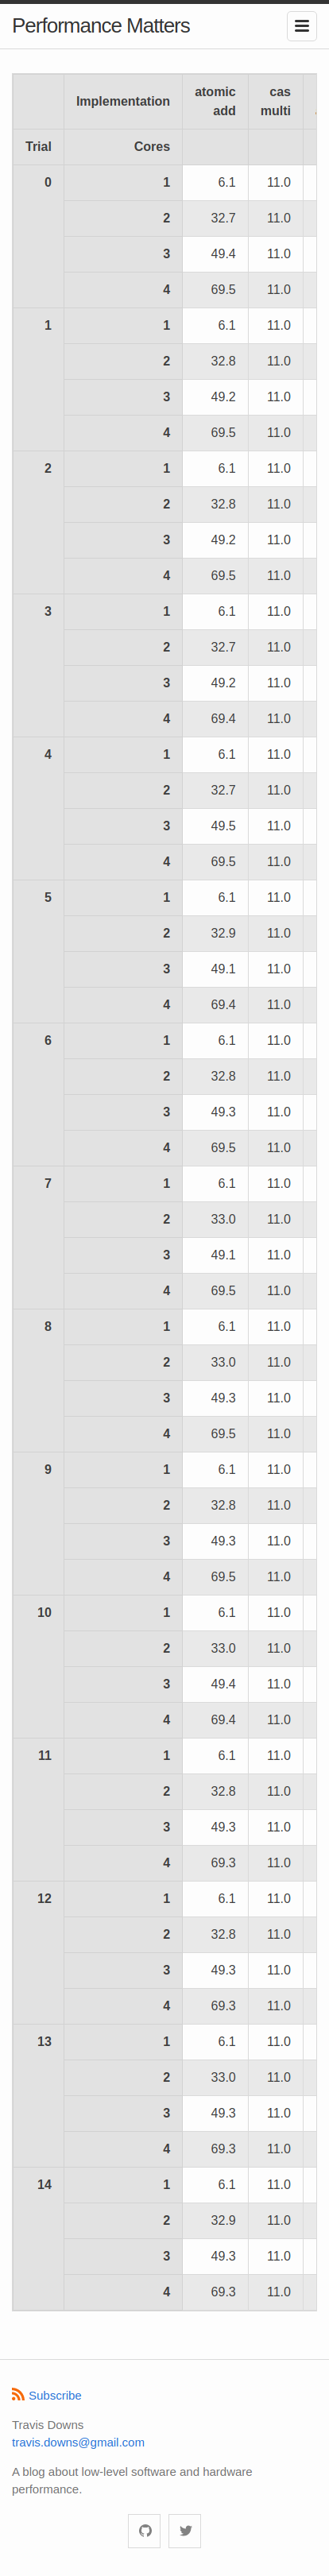 Performance Matters
Implementation atomic add cas multi
Trial Cores
0 1 6.1 11.0
2 32.7 11.0
3 49.4 11.0
4 69.5 11.0
1 1 6.1 11.0
2 32.8 11.0
3 49.2 11.0
4 69.5 11.0
2 1 6.1 11.0
2 32.8 11.0
3 49.2 11.0
4 69.5 11.0
3 1 6.1 11.0
2 32.7 11.0
3 49.2 11.0
4 69.4 11.0
4 1 6.1 11.0
2 32.7 11.0
3 49.5 11.0
4 69.5 11.0
5 1 6.1 11.0
2 32.9 11.0
3 49.1 11.0
4 69.4 11.0
6 1 6.1 11.0
2 32.8 11.0
3 49.3 11.0
4 69.5 11.0
7 1 6.1 11.0
2 33.0 11.0
3 49.1 11.0
4 69.5 11.0
8 1 6.1 11.0
2 33.0 11.0
3 49.3 11.0
4 69.5 11.0
9 1 6.1 11.0
2 32.8 11.0
3 49.3 11.0
4 69.5 11.0
10 1 6.1 11.0
2 33.0 11.0
3 49.4 11.0
4 69.4 11.0
11 1 6.1 11.0
2 32.8 11.0
3 49.3 11.0
4 69.3 11.0
12 1 6.1 11.0
2 32.8 11.0
3 49.3 11.0
4 69.3 11.0
13 1 6.1 11.0
2 33.0 11.0
3 49.3 11.0
4 69.3 11.0
14 1 6.1 11.0
2 32.9 11.0
3 49.3 11.0
4 69.3 11.0
Subscribe
Travis Downs
travis.downs@gmail.com
A blog about low-level software and hardware
performance.